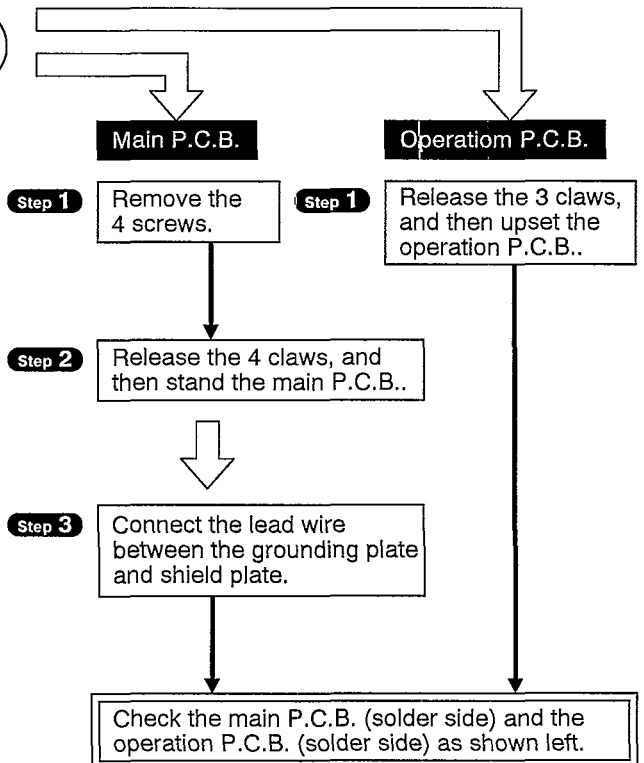 Main P.C.B.
Operatiom P.C.B.
Step 1
Remove the
4 screws.
Step 1
Release the 3 claws,
and then upset the
operation P.C.B..
Step 2
Release the 4 claws, and
then stand the main P.C.B..
Step 3
Connect the lead wire
between the grounding plate
and shield plate.
Check the main P.C.B. (solder side) and the
operation P.C.B. (solder side) as shown left.